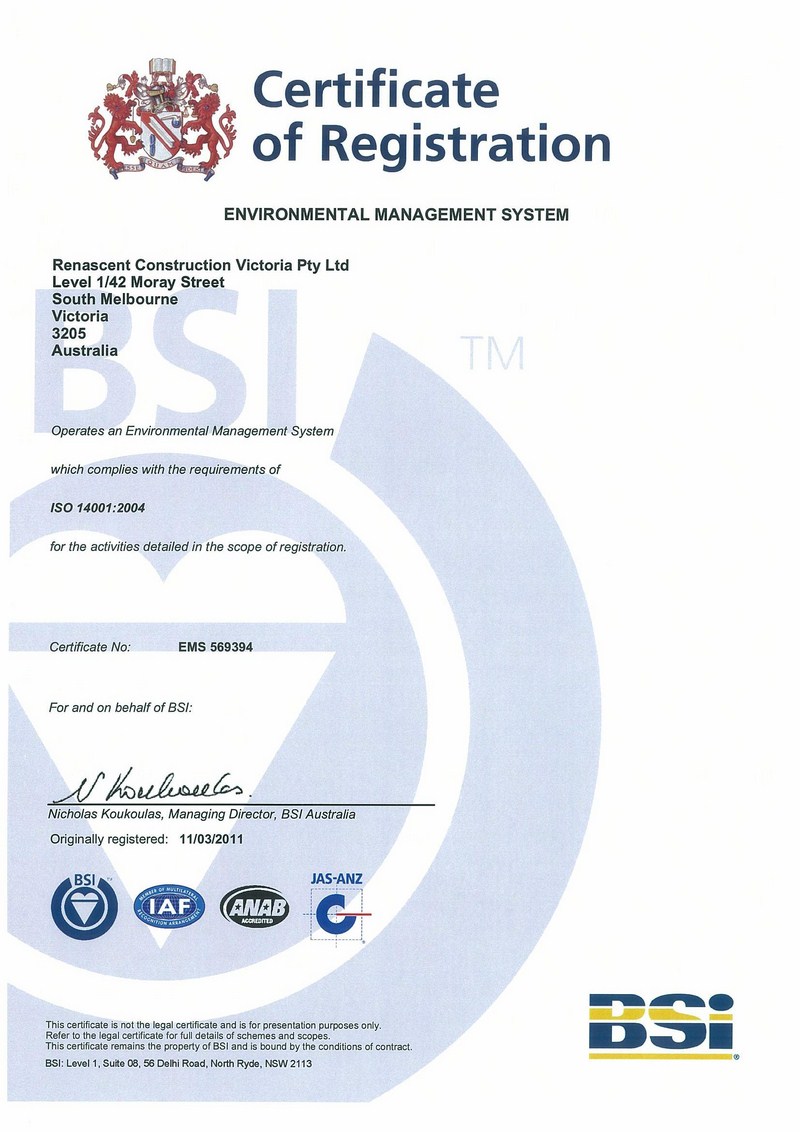 Certificate
of Registration
ENVIRONMENTAL MANAGEMENT SYSTEM
Renascent Construction Victoria Pty Ltd
Level 1/42 Moray Street
South Melbourne
Victoria
3205
Australia
BSI
TM
Operates an Environmental Management System
which complies with the requirements of
ISO 14001:2004
for the activities detailed in the scope of registration.
Certificate No: EMS 569394
For and on behalf of BSI:
N Koukoulas.
Nicholas Koukoulas, Managing Director, BSI Australia
Originally registered: 11/03/2011
BSI TM
MEMBER OF MULTILATERAL
IAF
RECOGNITION ARRANGEMENT
ANAB
ACCREDITED
JAS-ANZ
This certificate is not the legal certificate and is for presentation purposes only.
Refer to the legal certificate for full details of schemes and scopes.
This certificate remains the property of BSI and is bound by the conditions of contract.
BSI: Level 1, Suite 08, 56 Delhi Road, North Ryde, NSW 2113
BSi®